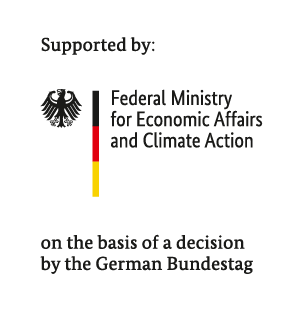 Supported by:
Federal Ministry
for Economic Affairs
and Climate Action
on the basis of a decision
by the German Bundestag